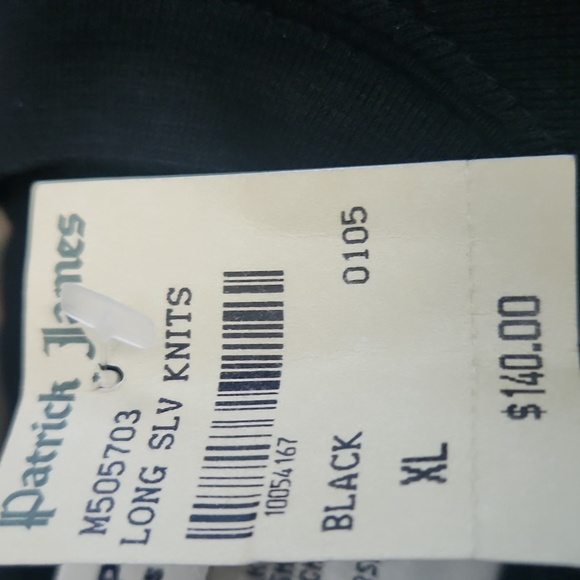 Patrick James
M505703
LONG SLV KNITS
10054167
BLACK 0105
XL
$140.00